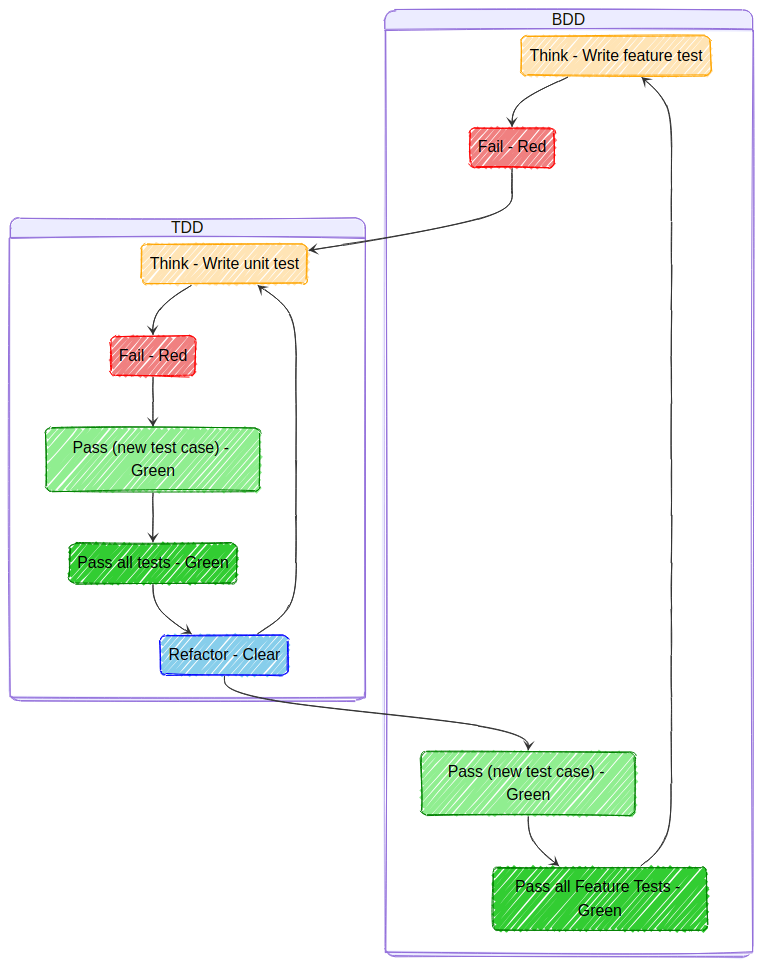 BDD
Think - Write feature test
Fail - Red
TDD
Think - Write unit test
Fail - Red
Pass (new test case) -
Green
Pass all tests - Green
Refactor - Clear
Pass (new test case) -
Green
Pass all Feature Tests -
Green